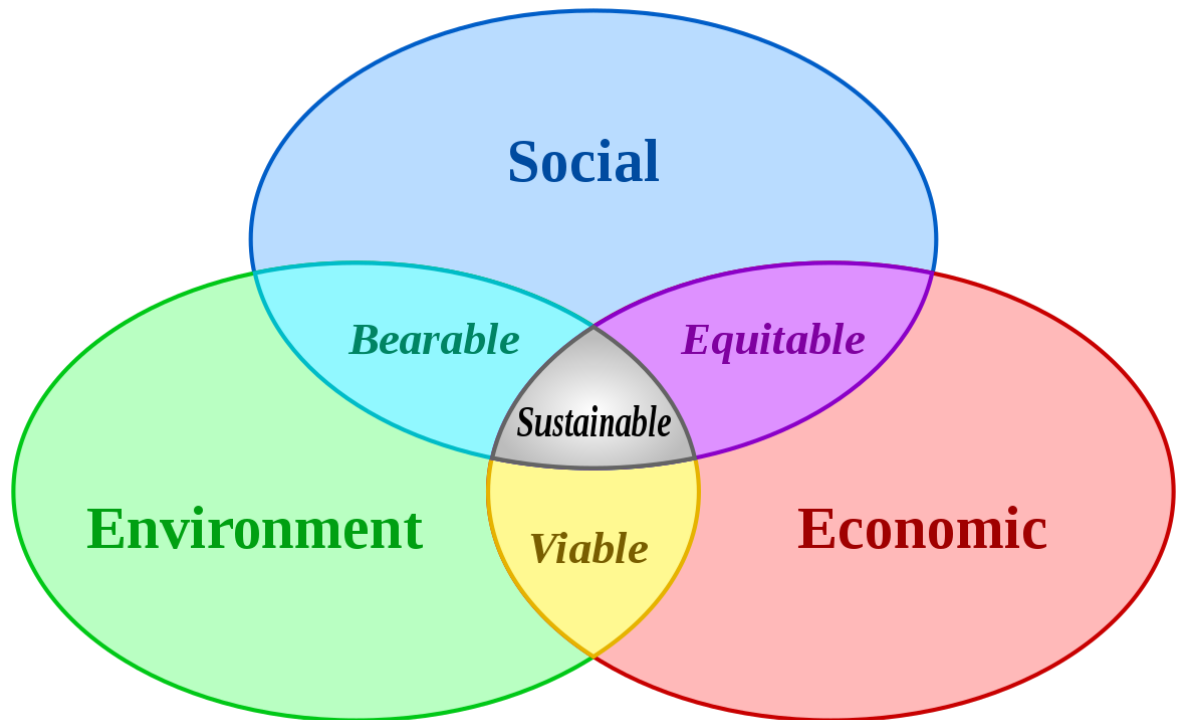 Social
Bearable
Equitable
Sustainable
Environment
Economic
Viable